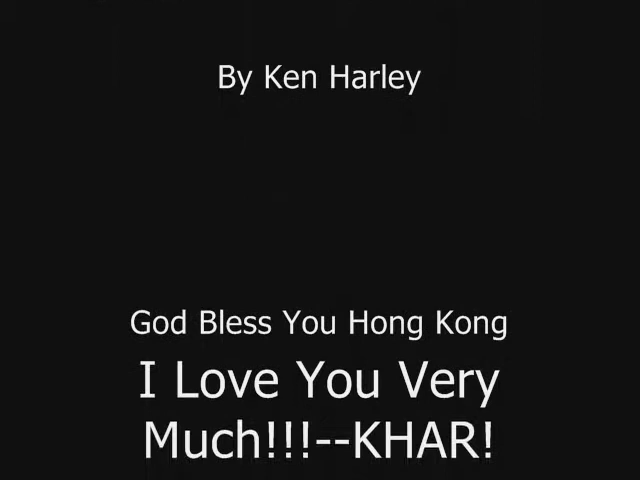 By Ken Harley
God Bless You Hong Kong
I Love You Very
Much!!!--KHAR!